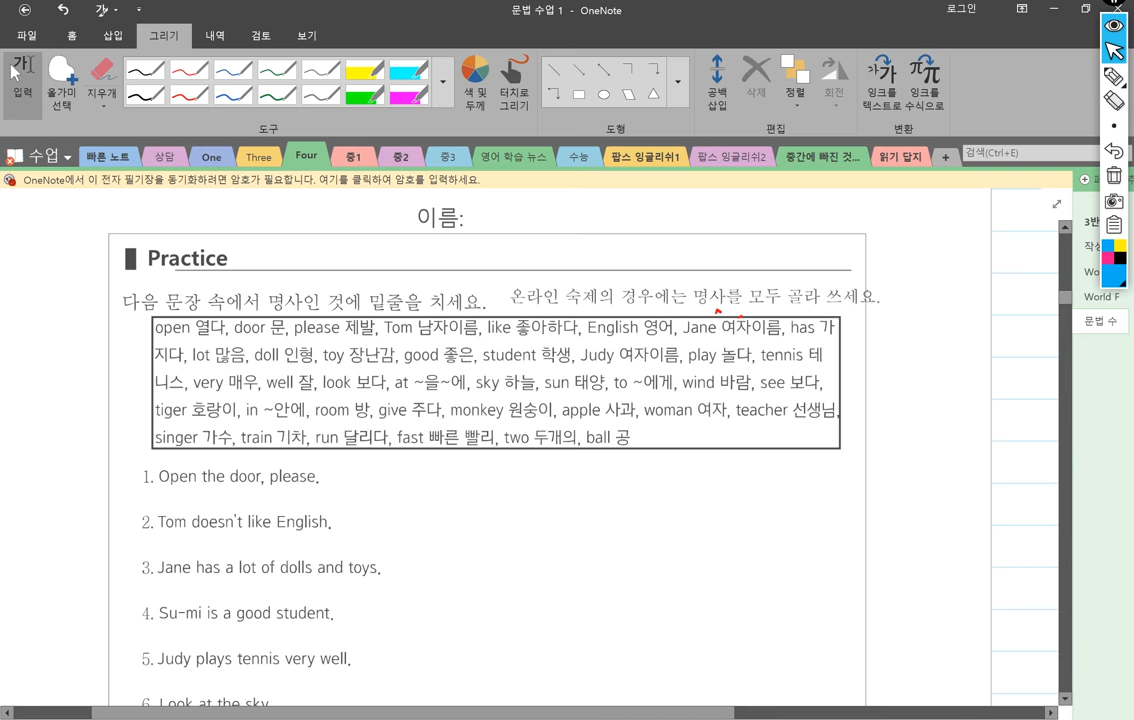 문법 수업 1 - OneNote
로그인
파일 홈 삽입 그리기 내역 검토 보기
입력 올가미 선택 지우개 색 및 두께 터치로 그리기 공백 삽입 삭제 정렬 회전 잉크를 텍스트로 잉크를 수식으로
도구 도형 편집 변환
수업 빠른 노트 상담 One Three Four 중1 중2 중3 영어 학습 뉴스 수능 팝스 잉글리쉬1 팝스 잉글리쉬2 중간에 빠진 것... 읽기 답지 + 검색(Ctrl+E)
OneNote에서 이 전자 필기장을 동기화하려면 암호가 필요합니다. 여기를 클릭하여 암호를 입력하세요.
이름:
Practice
다음 문장 속에서 명사인 것에 밑줄을 치세요. 온라인 숙제의 경우에는 명사를 모두 골라 쓰세요.
open 열다, door 문, please 제발, Tom 남자이름, like 좋아하다, English 영어, Jane 여자이름, has 가
지다, lot 많음, doll 인형, toy 장난감, good 좋은, student 학생, Judy 여자이름, play 놀다, tennis 테
니스, very 매우, well 잘, look 보다, at ~을~에, sky 하늘, sun 태양, to ~에게, wind 바람, see 보다,
tiger 호랑이, in ~안에, room 방, give 주다, monkey 원숭이, apple 사과, woman 여자, teacher 선생님,
singer 가수, train 기차, run 달리다, fast 빠른 빨리, two 두개의, ball 공
1. Open the door, please.
2. Tom doesn't like English.
3. Jane has a lot of dolls and toys.
4. Su-mi is a good student.
5. Judy plays tennis very well.
6. Look at the sky
3반
World F
문법 수